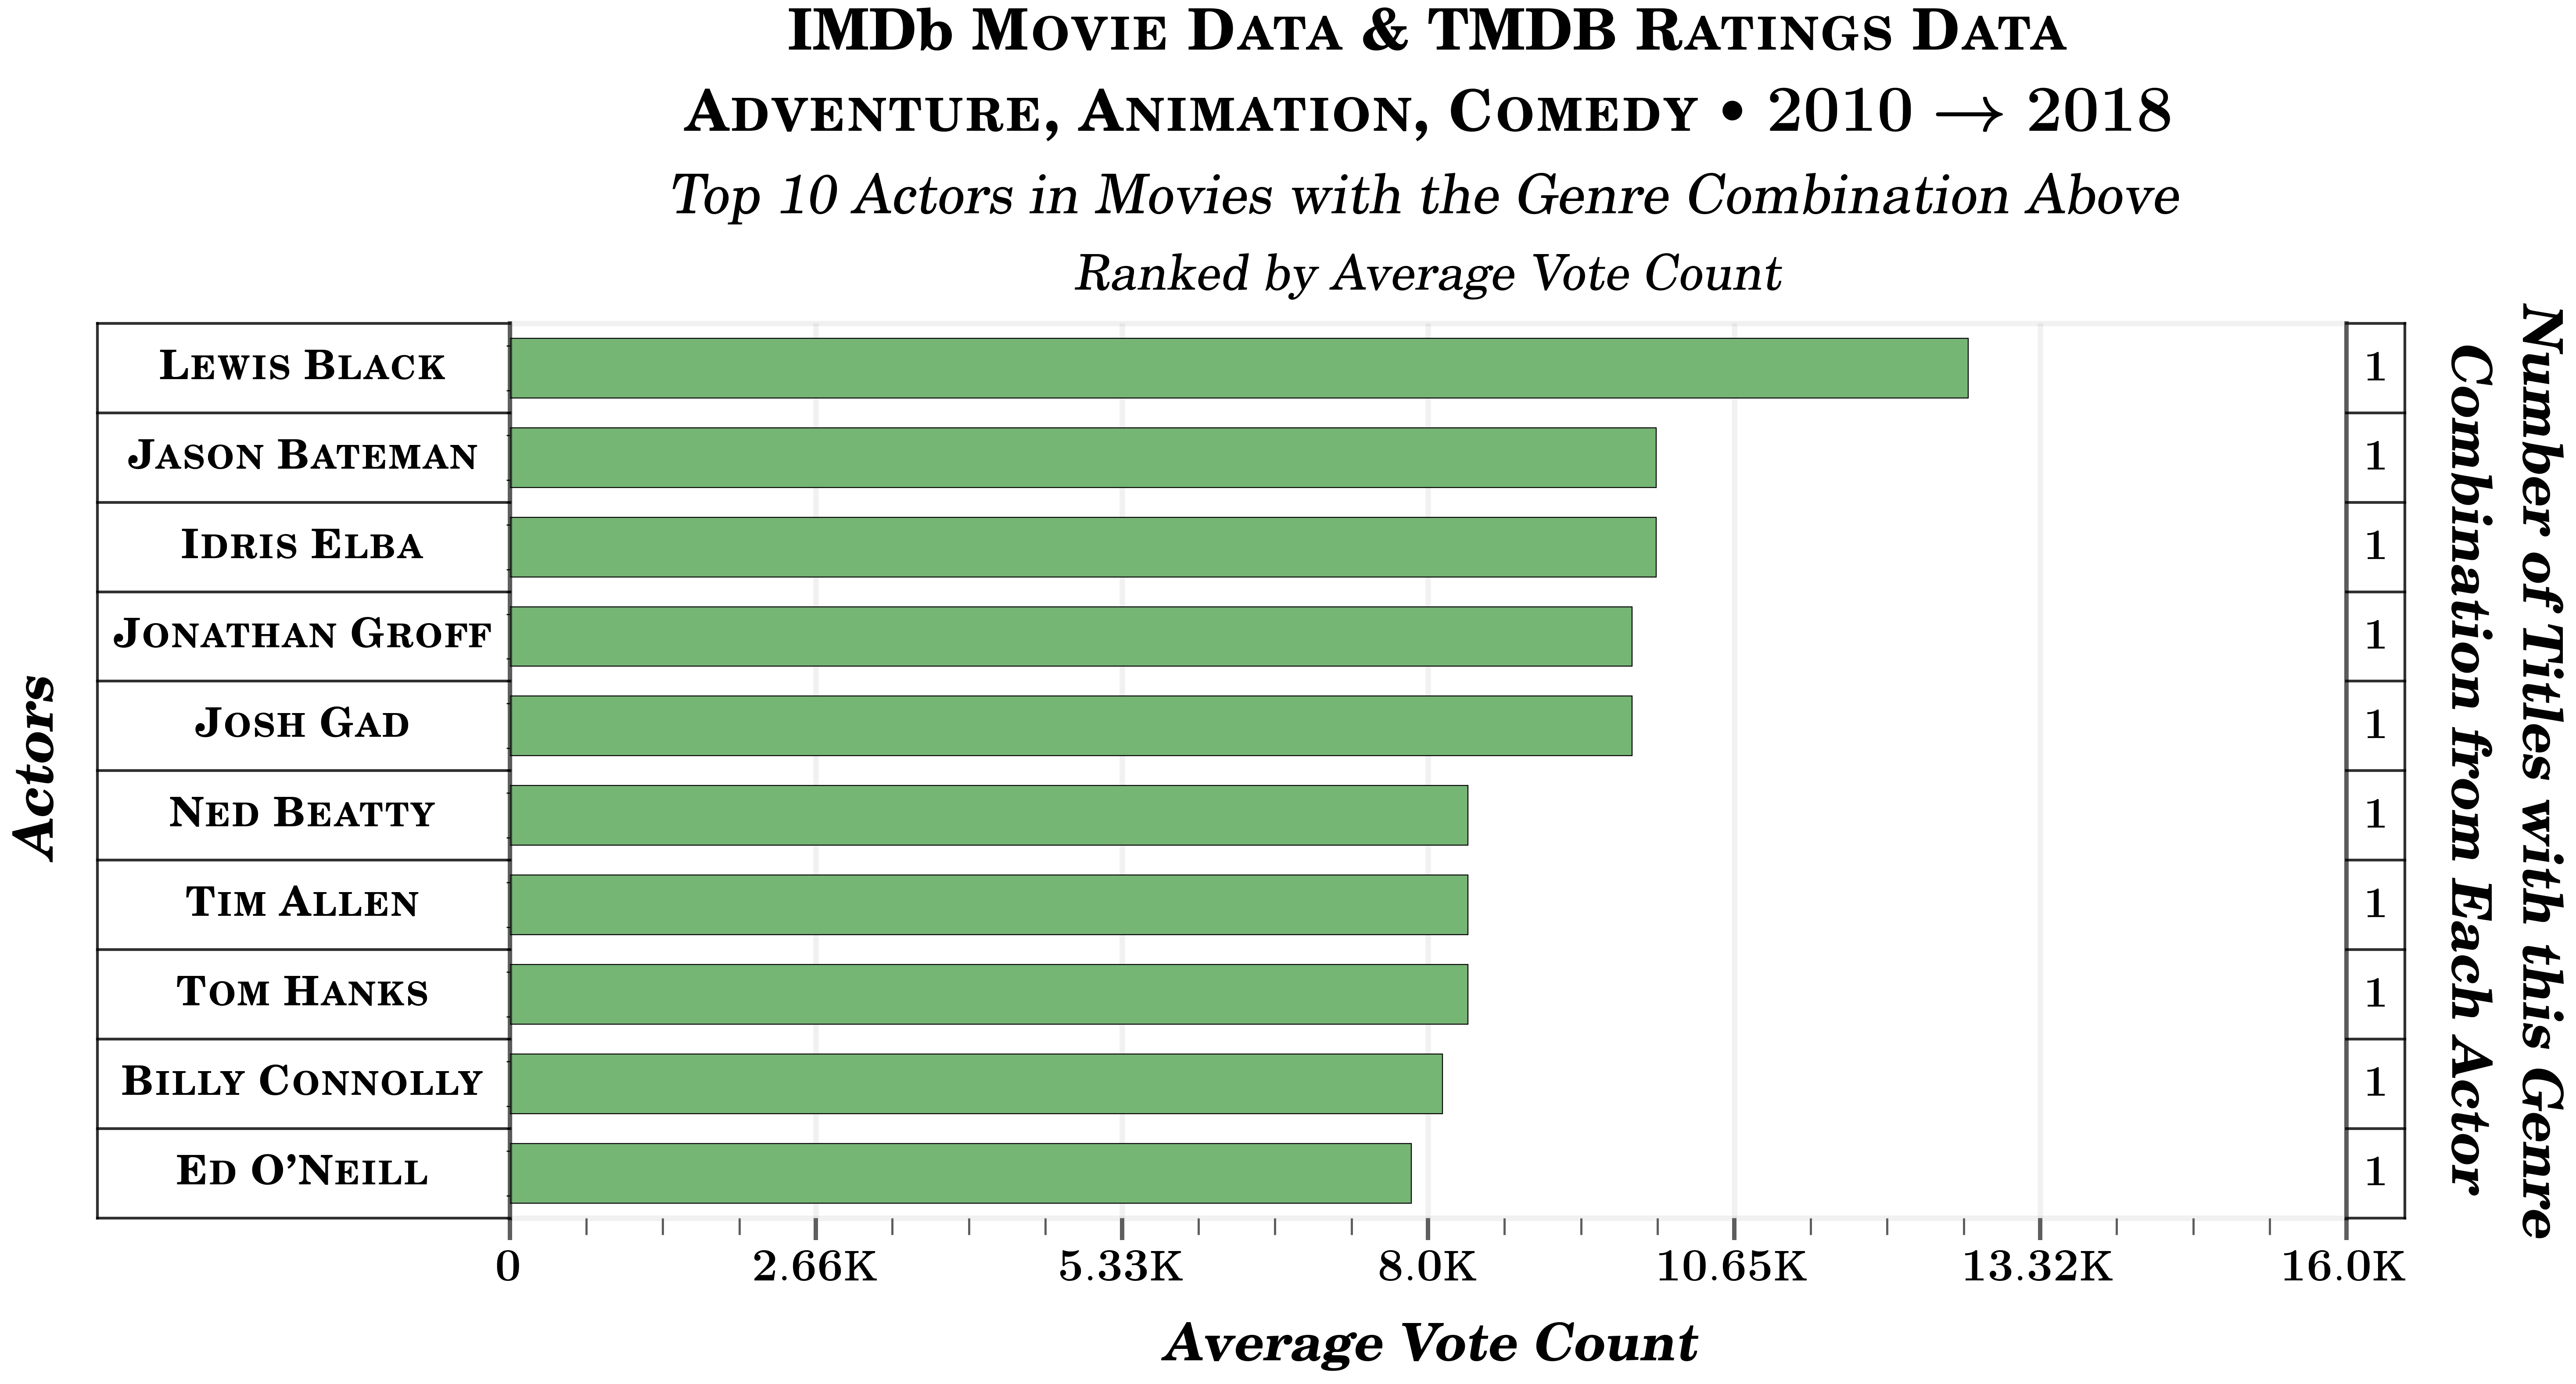 IMDb Movie Data & TMDB Ratings Data
Adventure, Animation, Comedy • 2010 → 2018
Top 10 Actors in Movies with the Genre Combination Above
Ranked by Average Vote Count
Actors
Lewis Black 1
Jason Bateman 1
Idris Elba 1
Jonathan Groff 1
Josh Gad 1
Ned Beatty 1
Tim Allen 1
Tom Hanks 1
Billy Connolly 1
Ed O’Neill 1
0 2.66K 5.33K 8.0K 10.65K 13.32K 16.0K
Average Vote Count
Number of Titles with this Genre
Combination from Each Actor